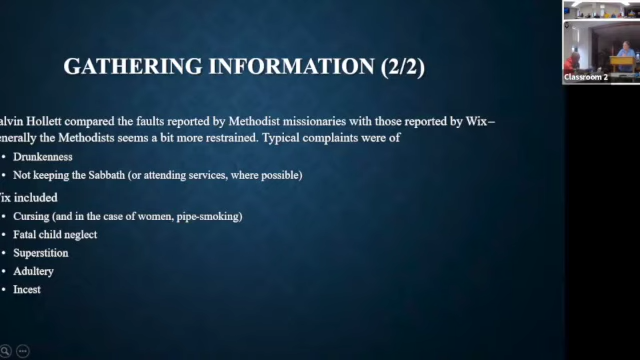 GATHERING INFORMATION (2/2)
alvin Hollett compared the faults reported by Methodist missionaries with those reported by Wix–
enerally the Methodists seems a bit more restrained. Typical complaints were of
• Drunkenness
• Not keeping the Sabbath (or attending services, where possible)
ix included
• Cursing (and in the case of women, pipe-smoking)
• Fatal child neglect
• Superstition
• Adultery
• Incest
Classroom 2